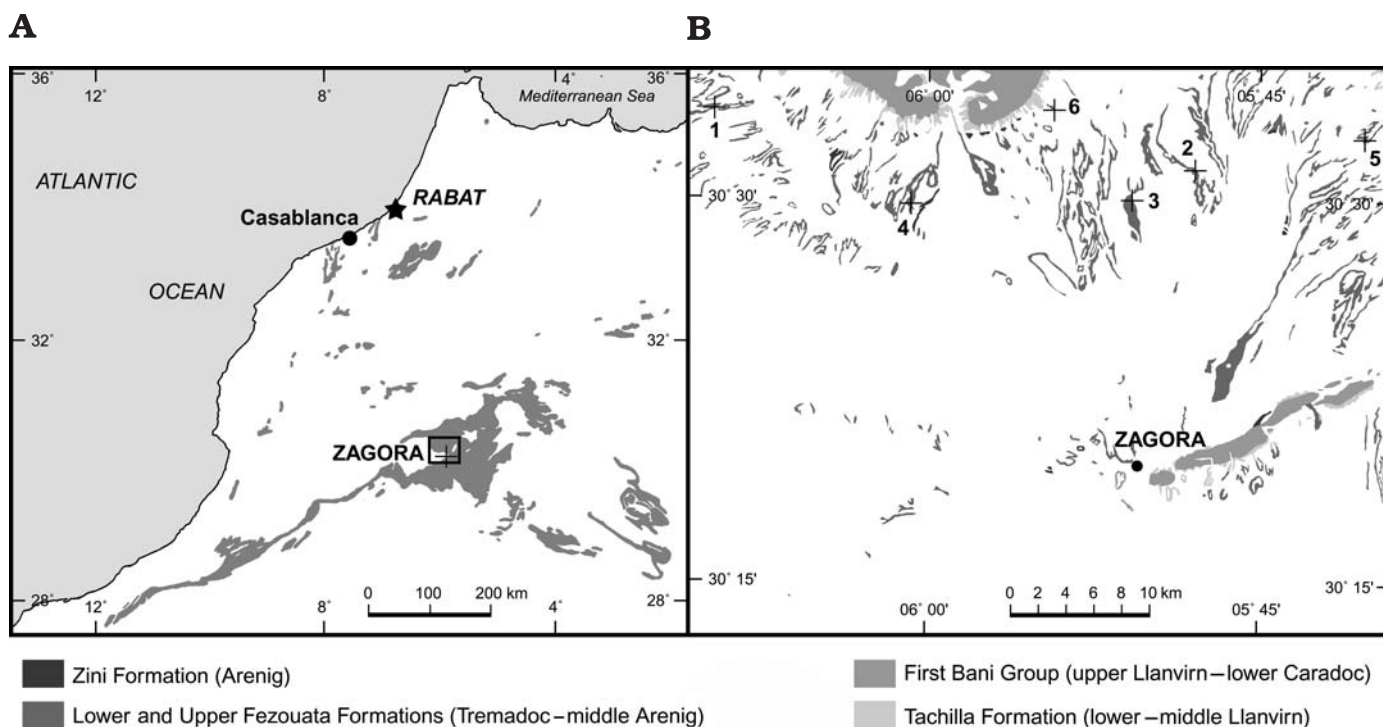 A
B
36°
12°
8°
4°
36°
Mediterranean Sea
ATLANTIC
RABAT
Casablanca
OCEAN
32°
32°
ZAGORA
0 100 200 km
28°
12°
8°
4°
28°
06° 00'
05° 45'
1
6
2
5
30° 30'
30° 30'
3
4
ZAGORA
30° 15'
30° 15'
0 2 4 6 8 10 km
06° 00'
05° 45'
Zini Formation (Arenig)
Lower and Upper Fezouata Formations (Tremadoc–middle Arenig)
First Bani Group (upper Llanvirn–lower Caradoc)
Tachilla Formation (lower–middle Llanvirn)